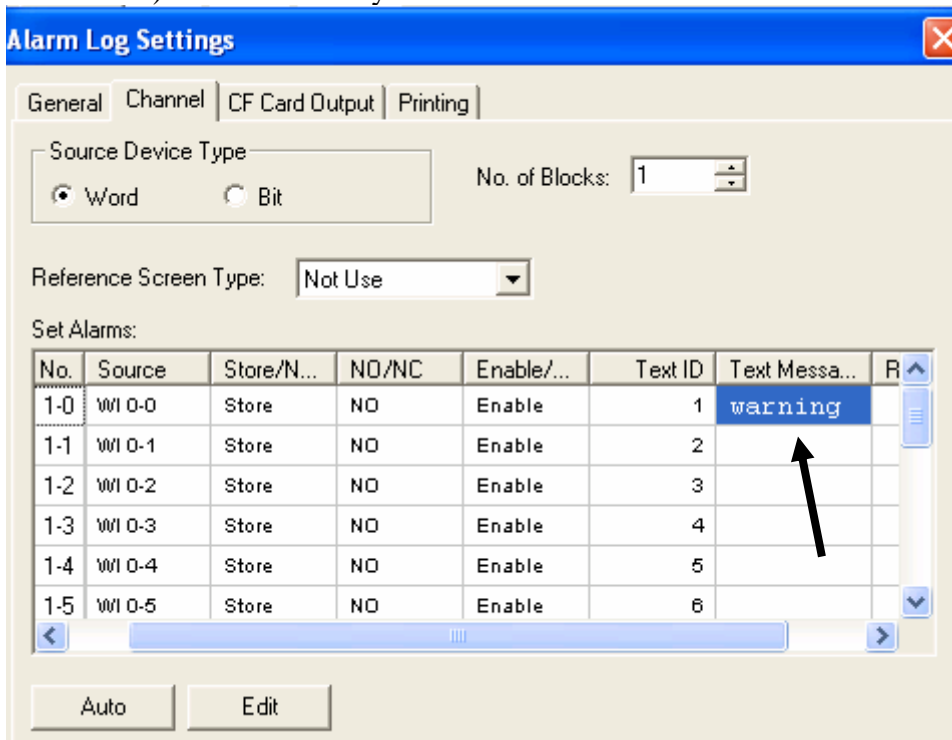 Alarm Log Settings
General Channel CF Card Output Printing
Source Device Type
Word Bit
No. of Blocks: 1
Reference Screen Type: Not Use
Set Alarms:
No. Source Store/N... NO/NC Enable/... Text ID Text Messa... R
1-0 WI 0-0 Store NO Enable 1 warning
1-1 WI 0-1 Store NO Enable 2
1-2 WI 0-2 Store NO Enable 3
1-3 WI 0-3 Store NO Enable 4
1-4 WI 0-4 Store NO Enable 5
1-5 WI 0-5 Store NO Enable 6
Auto Edit